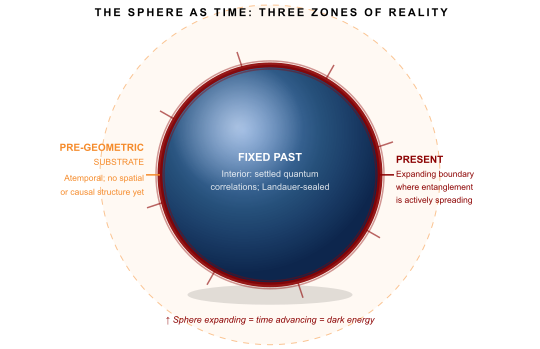 THE SPHERE AS TIME: THREE ZONES OF REALITY
PRE-GEOMETRIC
SUBSTRATE
Atemporal; no spatial
or causal structure yet
FIXED PAST
Interior: settled quantum
correlations; Landauer-sealed
PRESENT
Expanding boundary
where entanglement
is actively spreading
↑ Sphere expanding = time advancing = dark energy